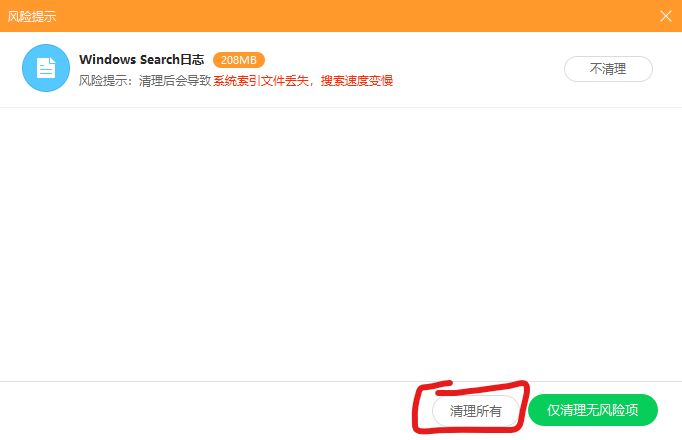 风险提示
Windows Search日志 208MB
不清理
风险提示：清理后会导致系统索引文件丢失，搜索速度变慢
清理所有
仅清理无风险项